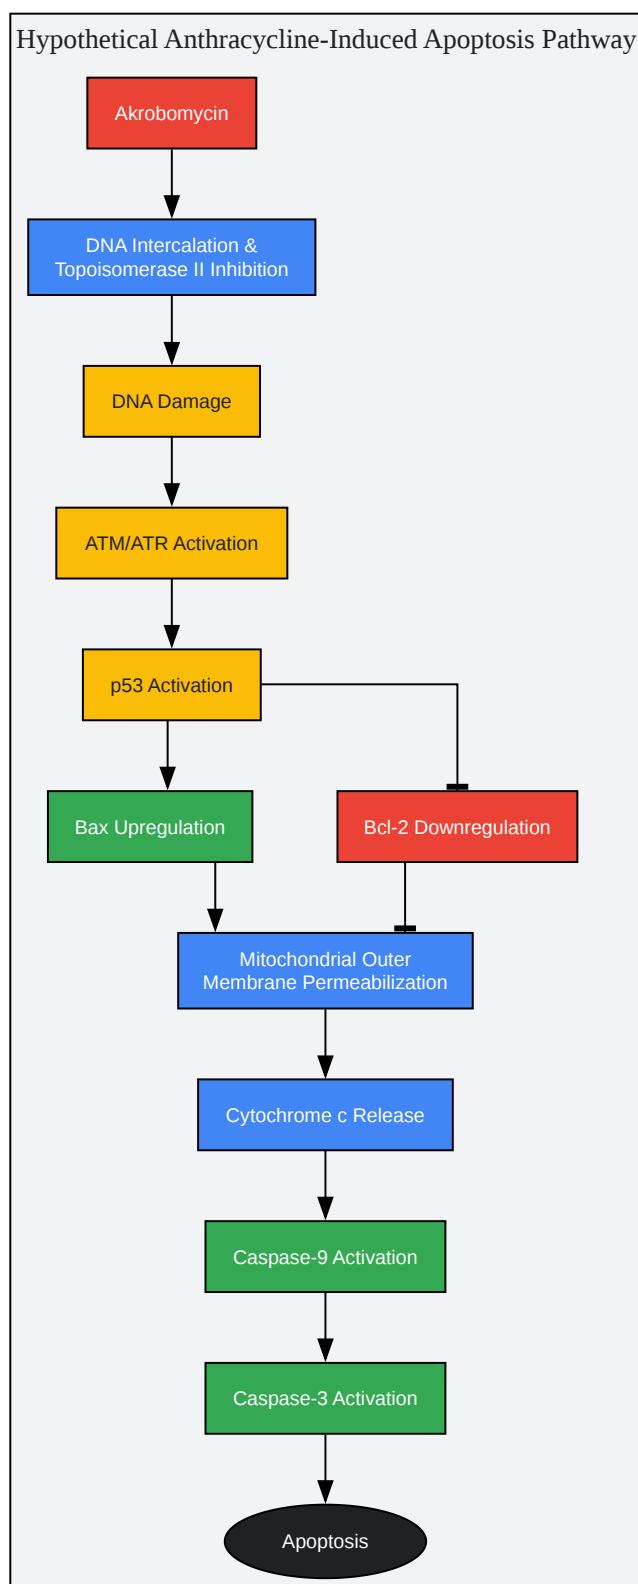 Hypothetical Anthracycline-Induced Apoptosis Pathway
Akrobomycin
DNA Intercalation &
Topoisomerase II Inhibition
DNA Damage
ATM/ATR Activation
p53 Activation
Bax Upregulation
Bcl-2 Downregulation
Mitochondrial Outer
Membrane Permeabilization
Cytochrome c Release
Caspase-9 Activation
Caspase-3 Activation
Apoptosis